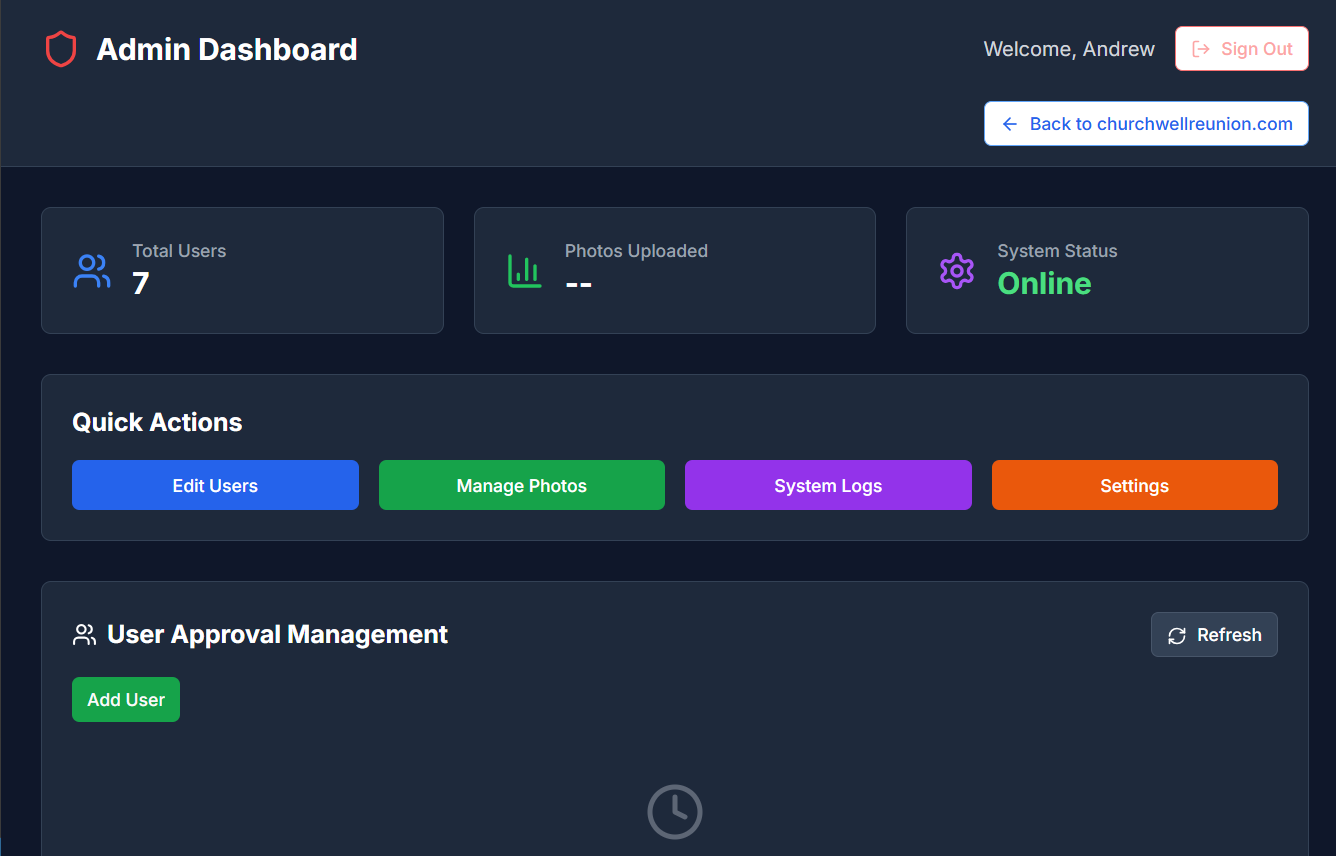 Admin Dashboard
Welcome, Andrew
Sign Out
Back to churchwellreunion.com
Total Users
7
Photos Uploaded
--
System Status
Online
Quick Actions
Edit Users
Manage Photos
System Logs
Settings
User Approval Management
Refresh
Add User